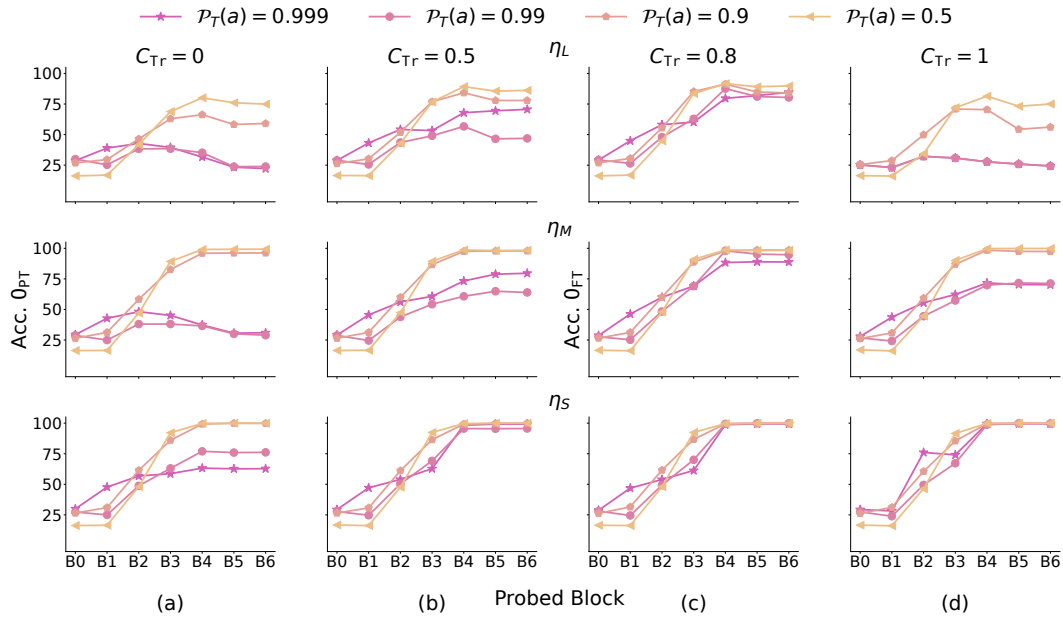 𝒫_T(a) = 0.999 𝒫_T(a) = 0.99 𝒫_T(a) = 0.9 𝒫_T(a) = 0.5
η_L
C_Tr = 0 C_Tr = 0.5 C_Tr = 0.8 C_Tr = 1
100
75
50
25
η_M
Acc. 0_PT
Acc. 0_FT
100
75
50
25
η_S
100
75
50
25
B0 B1 B2 B3 B4 B5 B6 B0 B1 B2 B3 B4 B5 B6 B0 B1 B2 B3 B4 B5 B6 B0 B1 B2 B3 B4 B5 B6
Probed Block
(a) (b) (c) (d)